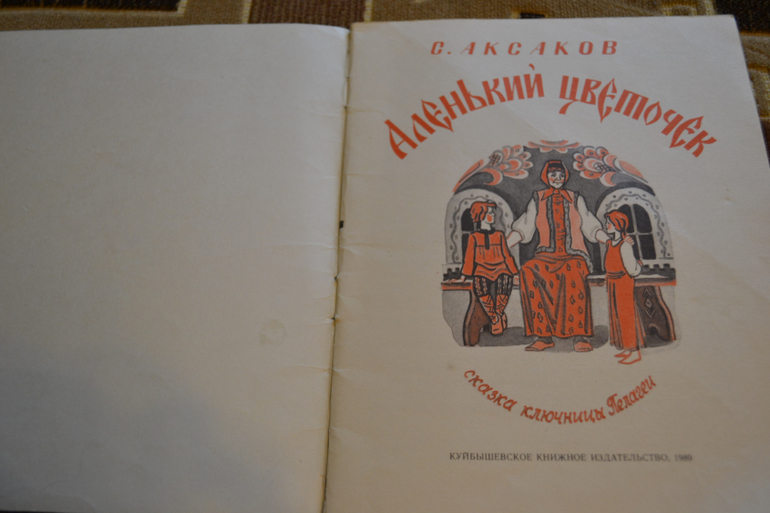 С. АКСАКОВ
Аленький цветочек
сказка ключницы Пелагеи
КУЙБЫШЕВСКОЕ КНИЖНОЕ ИЗДАТЕЛЬСТВО, 1989